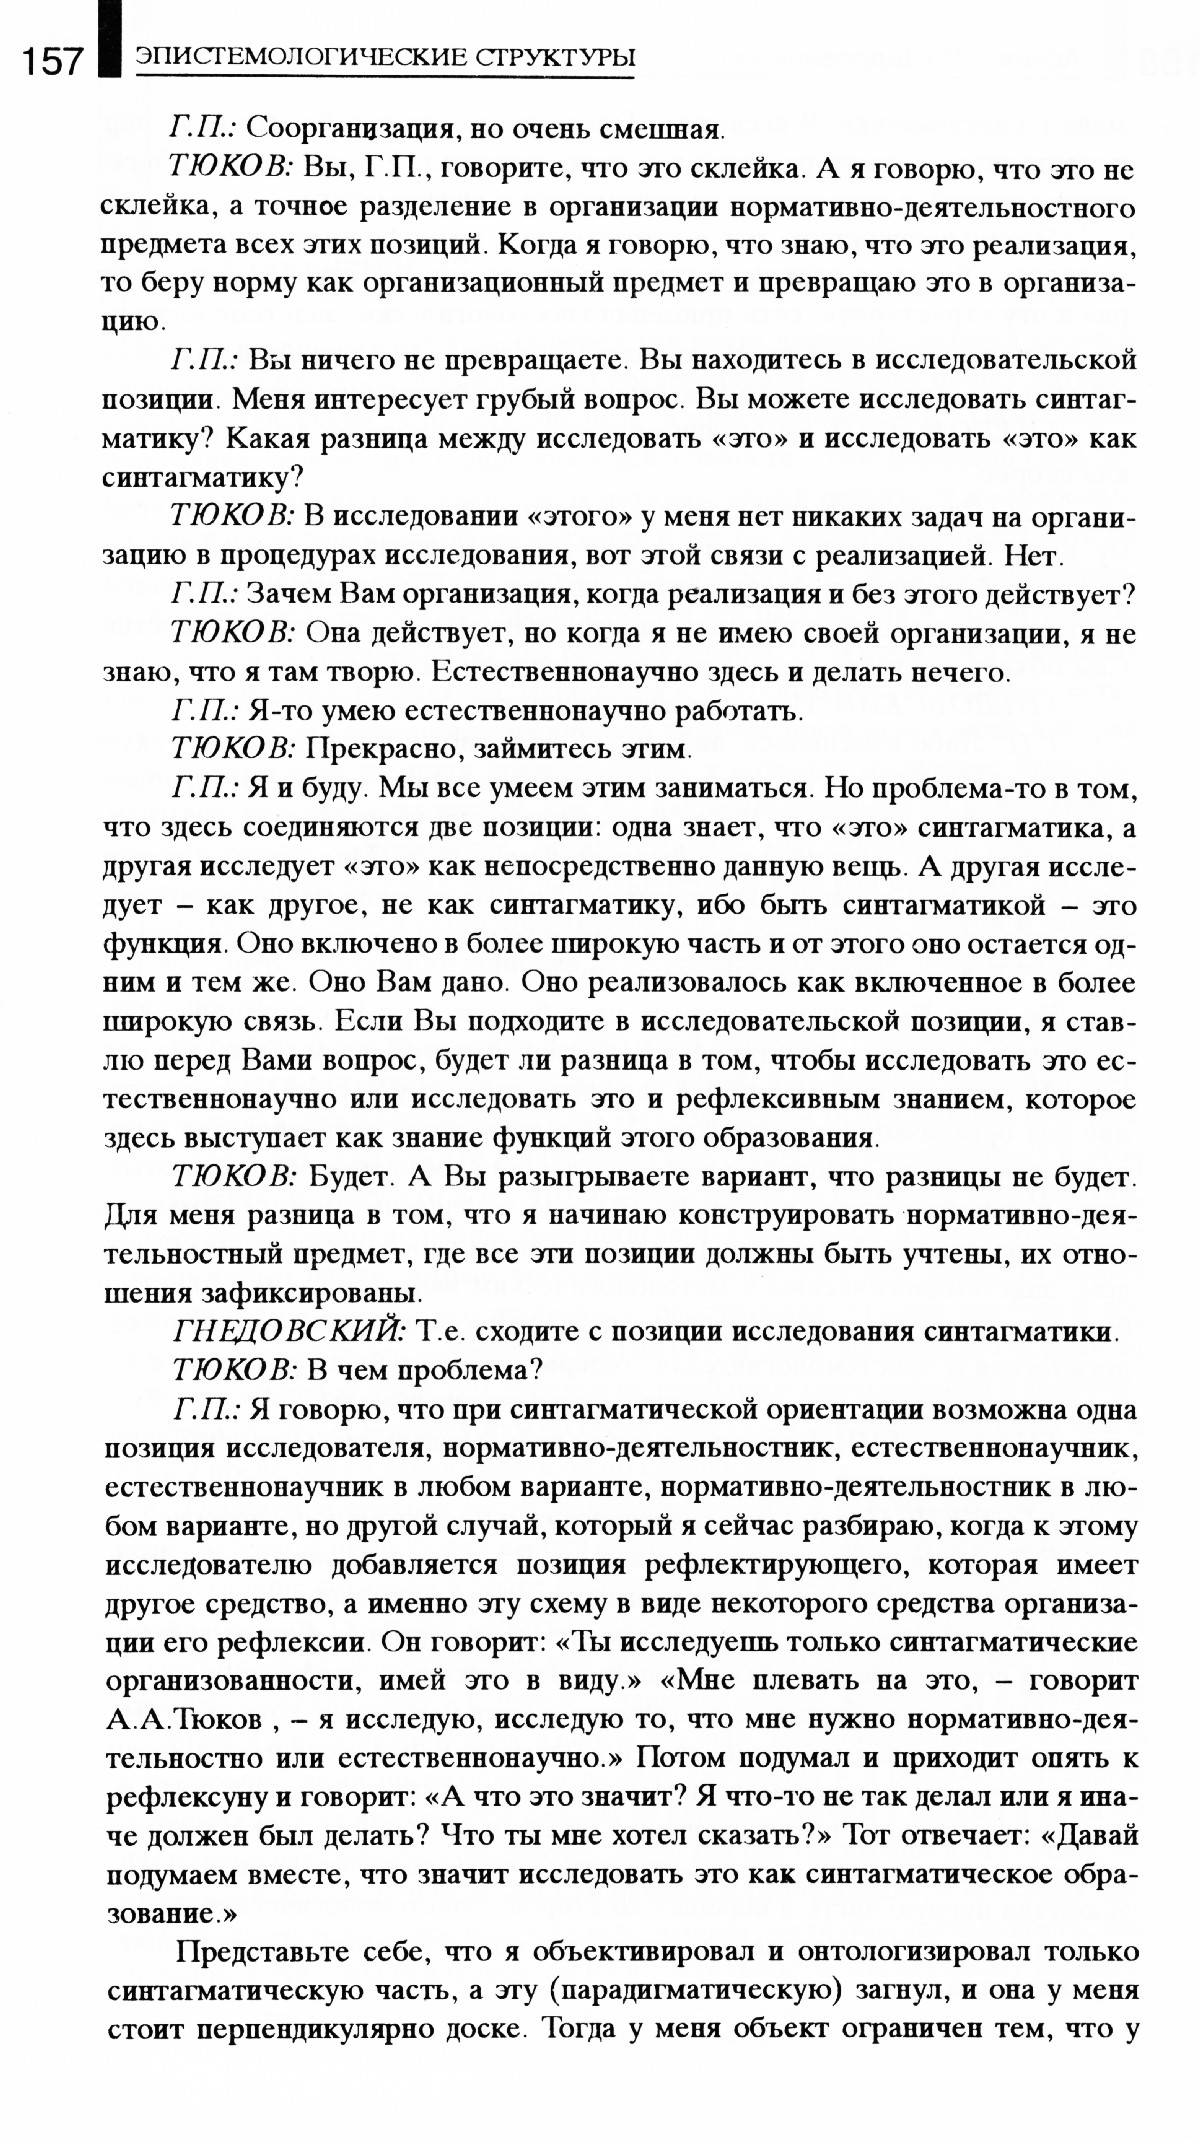 157 ЭПИСТЕМОЛОГИЧЕСКИЕ СТРУКТУРЫ
Г.П.: Соорганизация, но очень смешная.
ТЮКОВ: Вы, Г.П., говорите, что это склейка. А я говорю, что это не
склейка, а точное разделение в организации нормативно-деятельностного
предмета всех этих позиций. Когда я говорю, что знаю, что это реализация,
то беру норму как организационный предмет и превращаю это в организа-
цию.
Г.П.: Вы ничего не превращаете. Вы находитесь в исследовательской
позиции. Меня интересует грубый вопрос. Вы можете исследовать синтаг-
матику? Какая разница между исследовать «это» и исследовать «это» как
синтагматику?
ТЮКОВ: В исследовании «этого» у меня нет никаких задач на органи-
зацию в процедурах исследования, вот этой связи с реализацией. Нет.
Г.П.: Зачем Вам организация, когда реализация и без этого действует?
ТЮКОВ: Она действует, но когда я не имею своей организации, я не
знаю, что я там творю. Естественнонаучно здесь и делать нечего.
Г.П.: Я-то умею естественнонаучно работать.
ТЮКОВ: Прекрасно, займитесь этим.
Г.П.: Я и буду. Мы все умеем этим заниматься. Но проблема-то в том,
что здесь соединяются две позиции: одна знает, что «это» синтагматика, а
другая исследует «это» как непосредственно данную вещь. А другая иссле-
дует – как другое, не как синтагматику, ибо быть синтагматикой – это
функция. Оно включено в более широкую часть и от этого оно остается од-
ним и тем же. Оно Вам дано. Оно реализовалось как включенное в более
широкую связь. Если Вы подходите в исследовательской позиции, я став-
лю перед Вами вопрос, будет ли разница в том, чтобы исследовать это ес-
тественнонаучно или исследовать это и рефлексивным знанием, которое
здесь выступает как знание функций этого образования.
ТЮКОВ: Будет. А Вы разыгрываете вариант, что разницы не будет.
Для меня разница в том, что я начинаю конструировать нормативно-дея-
тельностный предмет, где все эти позиции должны быть учтены, их отно-
шения зафиксированы.
ГНЕДОВСКИЙ: Т.е. сходите с позиции исследования синтагматики.
ТЮКОВ: В чем проблема?
Г.П.: Я говорю, что при синтагматической ориентации возможна одна
позиция исследователя, нормативно-деятельностник, естественнонаучник,
естественнонаучник в любом варианте, нормативно-деятельностник в лю-
бом варианте, но другой случай, который я сейчас разбираю, когда к этому
исследователю добавляется позиция рефлектирующего, которая имеет
другое средство, а именно эту схему в виде некоторого средства организа-
ции его рефлексии. Он говорит: «Ты исследуешь только синтагматические
организованности, имей это в виду.» «Мне плевать на это, – говорит
А.А.Тюков , – я исследую, исследую то, что мне нужно нормативно-дея-
тельностно или естественнонаучно.» Потом подумал и приходит опять к
рефлексуну и говорит: «А что это значит? Я что-то не так делал или я ина-
че должен был делать? Что ты мне хотел сказать?» Тот отвечает: «Давай
подумаем вместе, что значит исследовать это как синтагматическое обра-
зование.»
Представьте себе, что я объективировал и онтологизировал только
синтагматическую часть, а эту (парадигматическую) загнул, и она у меня
стоит перпендикулярно доске. Тогда у меня объект ограничен тем, что у